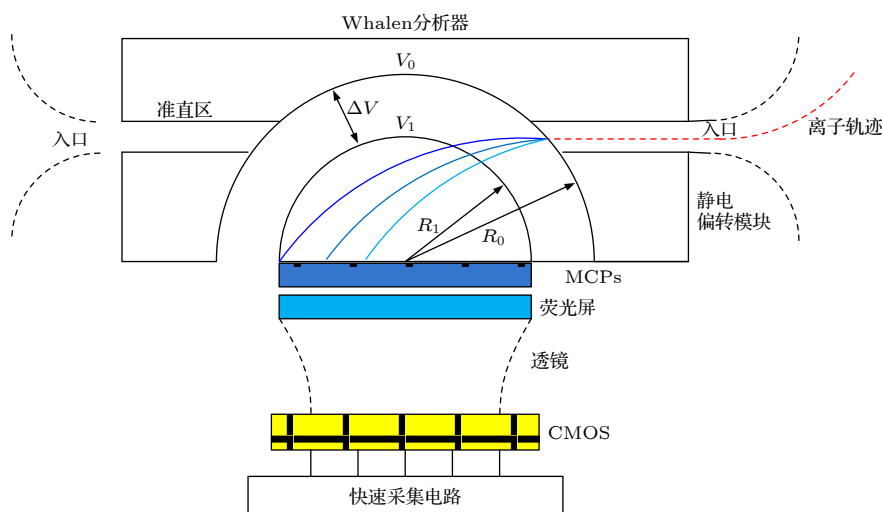 Whalen分析器
V0
准直区
ΔV
V1
入口
入口
离子轨迹
R1
R0
静电
偏转模块
MCPs
荧光屏
透镜
CMOS
快速采集电路